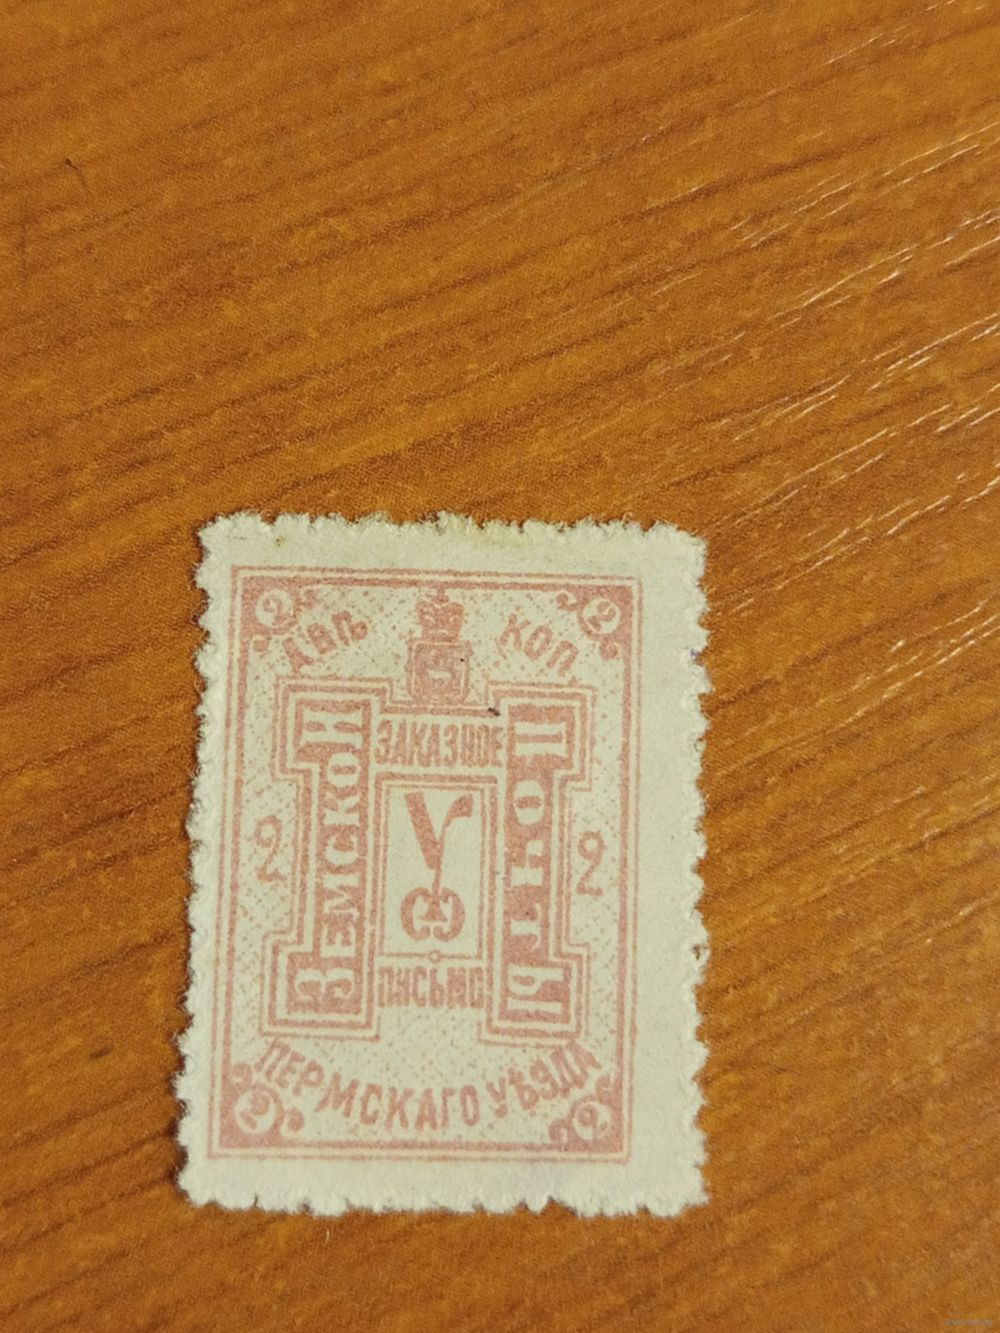 2 2
ДВѢ КОП.
ЗАКАЗНОЕ
ЗЕМСКОЙ
ПОЧТЫ
2 2
ПИСЬМО
ПЕРМСКАГО УѢЗДА
2 2